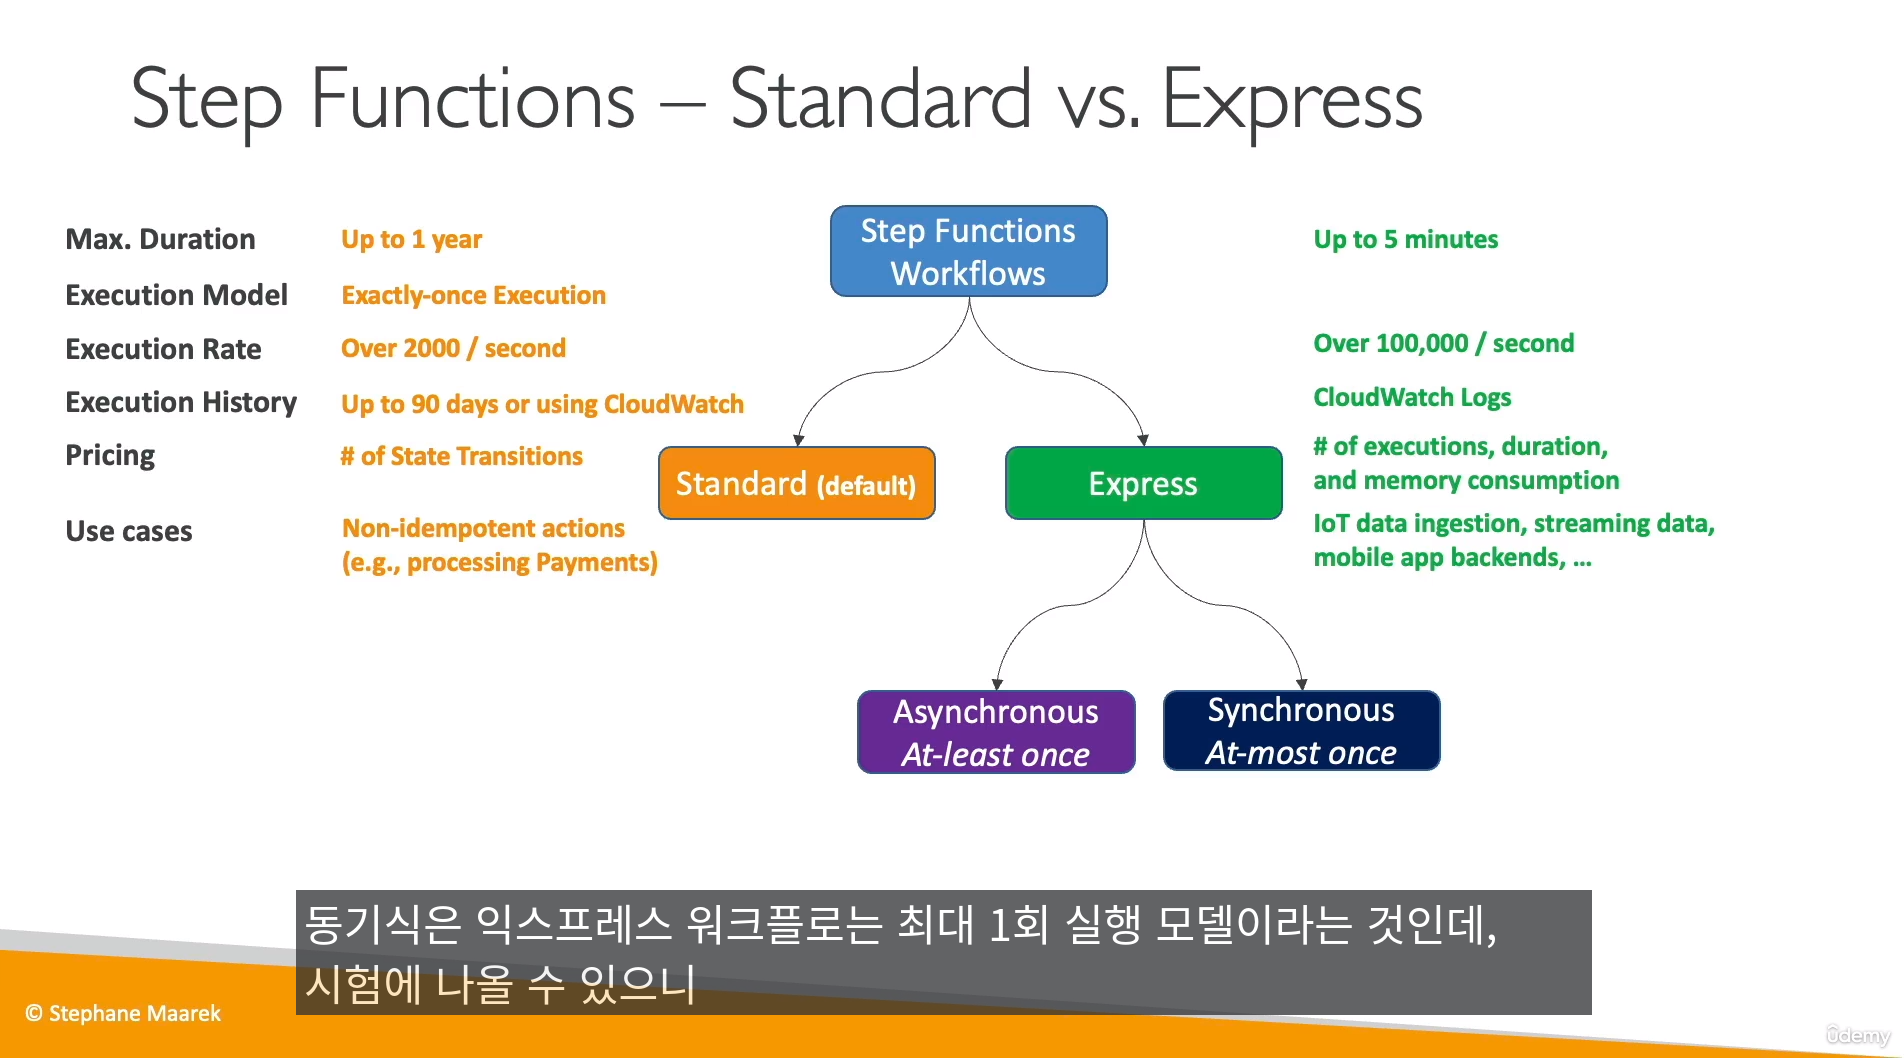 Step Functions – Standard vs. Express
Max. Duration
Up to 1 year
Execution Model
Exactly-once Execution
Execution Rate
Over 2000 / second
Execution History
Up to 90 days or using CloudWatch
Pricing
# of State Transitions
Use cases
Non-idempotent actions
(e.g., processing Payments)
Step Functions
Workflows
Standard (default)
Express
Asynchronous
At-least once
Synchronous
At-most once
Up to 5 minutes
Over 100,000 / second
CloudWatch Logs
# of executions, duration,
and memory consumption
IoT data ingestion, streaming data,
mobile app backends, ...
동기식은 익스프레스 워크플로는 최대 1회 실행 모델이라는 것인데,
시험에 나올 수 있으니
© Stephane Maarek
ûdemy